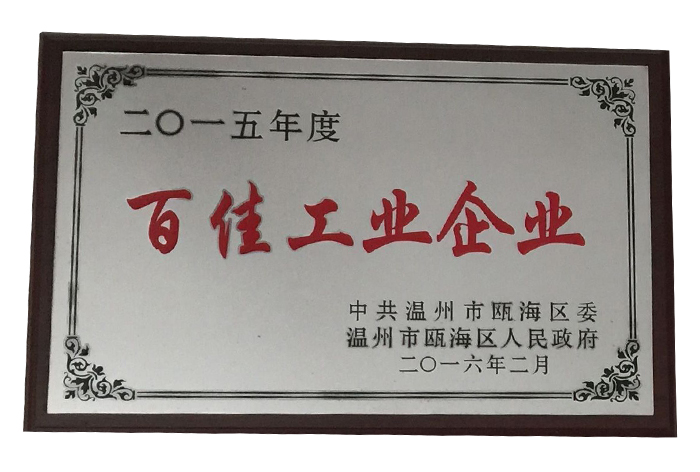 二〇一五年度
百佳工业企业
中共温州市瓯海区委
温州市瓯海区人民政府
二〇一六年二月